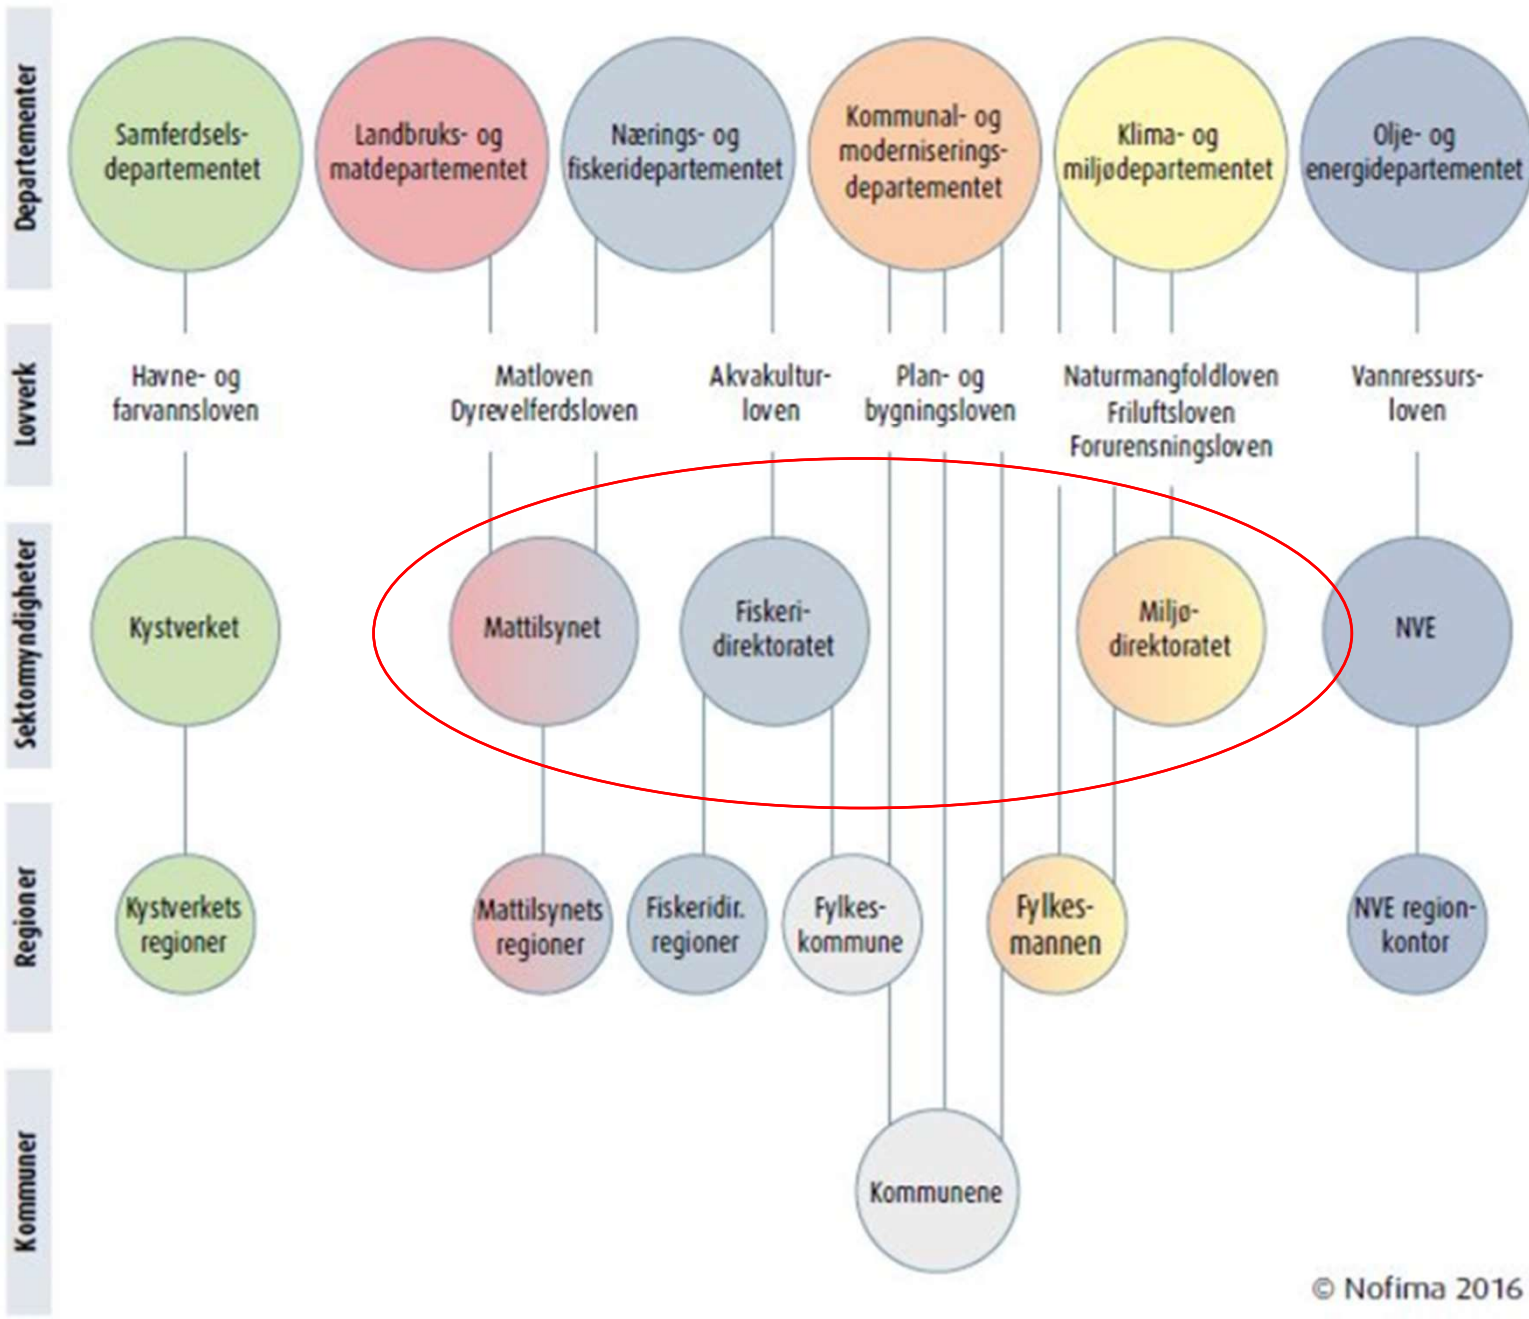 Departementer
Samferdsels-
departementet
Landbruks- og
matdepartementet
Nærings- og
fiskeridepartementet
Kommunal- og
moderniserings-
departementet
Klima- og
miljødepartementet
Olje- og
energidepartementet
Lovverk
Havne- og
farvannsloven
Matloven
Dyrevelferdsloven
Akvakultur-
loven
Plan- og
bygningsloven
Naturmangfoldloven
Friluftsloven
Forurensningsloven
Vannressurs-
loven
Sektomyndigheter
Kystverket
Mattilsynet
Fiskeri-
direktoratet
Miljø-
direktoratet
NVE
Regioner
Kystverkets
regioner
Mattilsynets
regioner
Fiskeridir.
regioner
Fylkes-
kommune
Fylkes-
mannen
NVE region-
kontor
Kommuner
Kommunene
© Nofima 2016